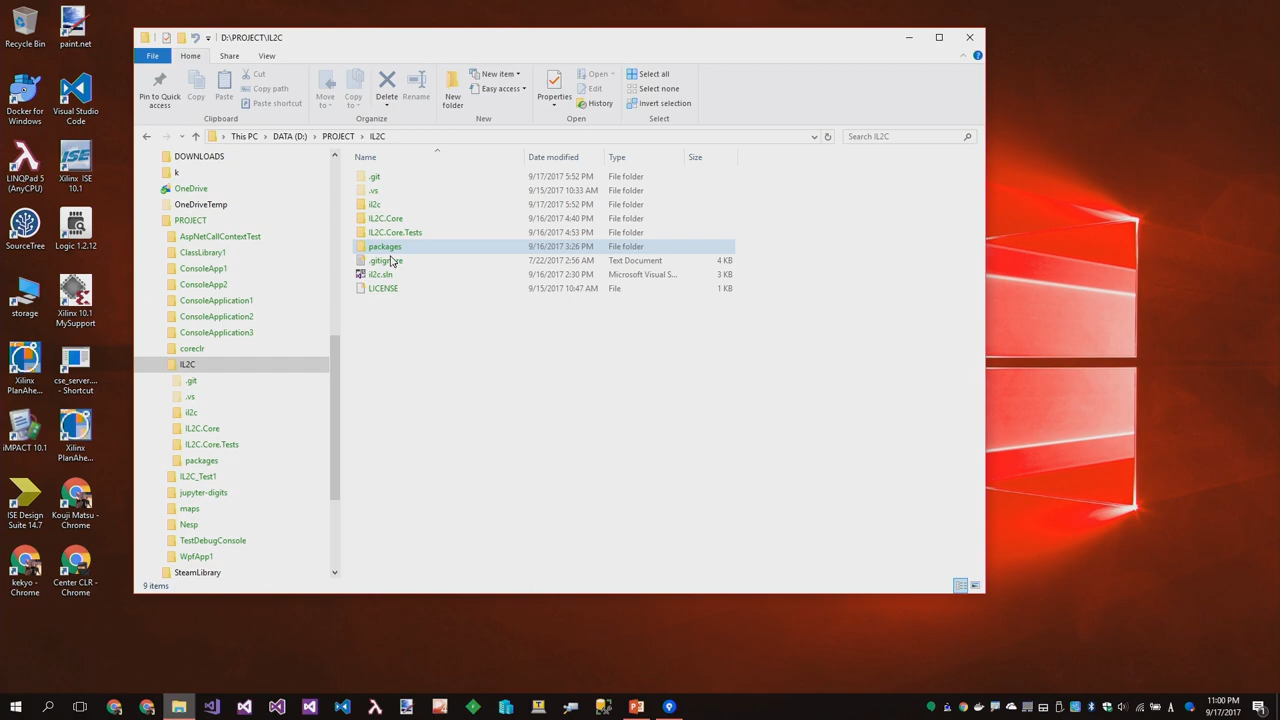 Recycle Bin
paint.net
Docker for
Windows
Visual Studio
Code
LINQPad 5
(AnyCPU)
Xilinx ISE
10.1
SourceTree
Logic 1.2.12
storage
Xilinx 10.1
MySupport
Xilinx
PlanAhe...
cse_server....
- Shortcut
iMPACT 10.1
Xilinx
PlanAhe...
ISE Design
Suite 14.7
Kouji Matsu -
Chrome
kekyo -
Chrome
Center CLR -
Chrome
D:\PROJECT\IL2C
File
Home
Share
View
Pin to Quick
access
Copy
Paste
Cut
Copy path
Paste shortcut
Clipboard
Move
to
Copy
to
Delete
Rename
Organize
New
folder
New item
Easy access
New
Properties
Open
Edit
History
Open
Select all
Select none
Invert selection
Select
This PC
DATA (D:)
PROJECT
IL2C
Search IL2C
DOWNLOADS
k
OneDrive
OneDriveTemp
PROJECT
AspNetCallContextTest
ClassLibrary1
ConsoleApp1
ConsoleApp2
ConsoleApplication1
ConsoleApplication2
ConsoleApplication3
coreclr
IL2C
.git
.vs
il2c
IL2C.Core
IL2C.Core.Tests
packages
IL2C_Test1
jupyter-digits
maps
Nesp
TestDebugConsole
WpfApp1
SteamLibrary
Name Date modified Type Size
.git 9/17/2017 5:52 PM File folder
.vs 9/15/2017 10:33 AM File folder
il2c 9/17/2017 5:52 PM File folder
IL2C.Core 9/16/2017 4:40 PM File folder
IL2C.Core.Tests 9/16/2017 4:53 PM File folder
packages 9/16/2017 3:26 PM File folder
.gitignore 7/22/2017 2:56 AM Text Document 4 KB
il2c.sln 9/16/2017 2:30 PM Microsoft Visual S... 3 KB
LICENSE 9/15/2017 10:47 AM File 1 KB
9 items
11:00 PM
9/17/2017